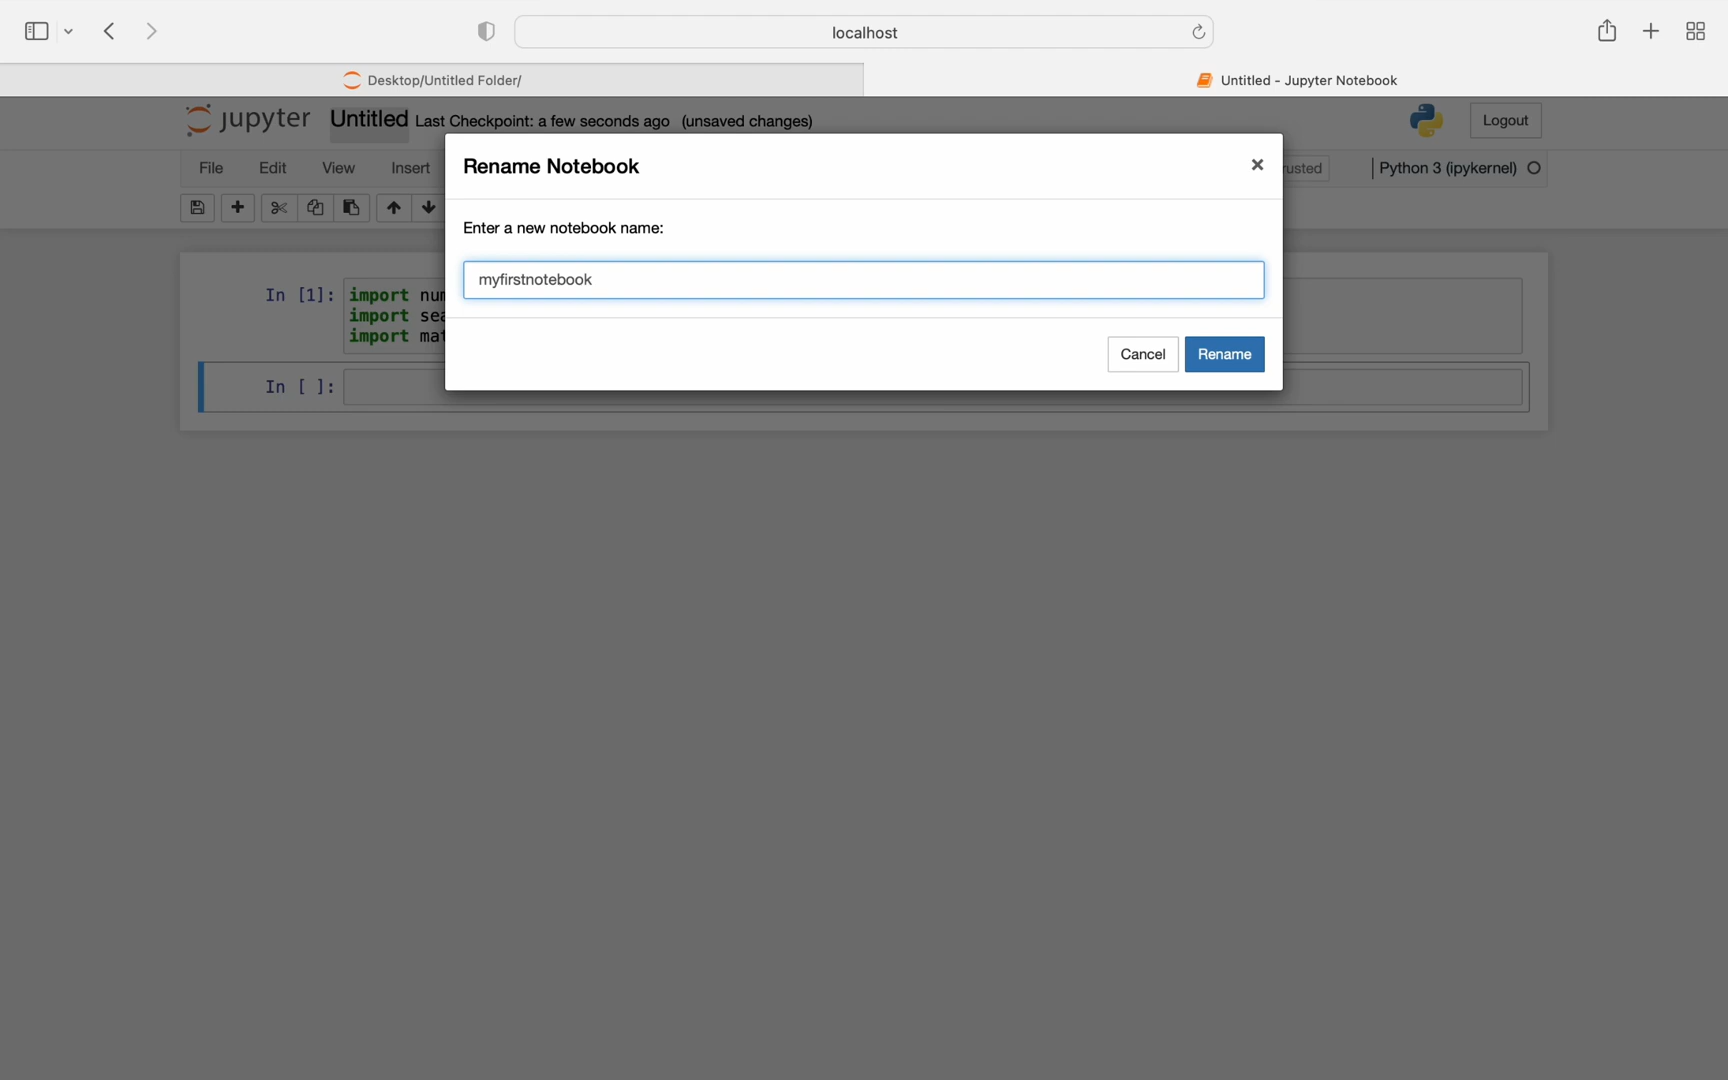 localhost
Desktop/Untitled Folder/
Untitled - Jupyter Notebook
jupyter Untitled Last Checkpoint: a few seconds ago (unsaved changes)
Logout
File Edit View Insert
Python 3 (ipykernel)
Rename Notebook
Enter a new notebook name:
myfirstnotebook
Cancel Rename
In [1]: import
import
import
In [ ]: